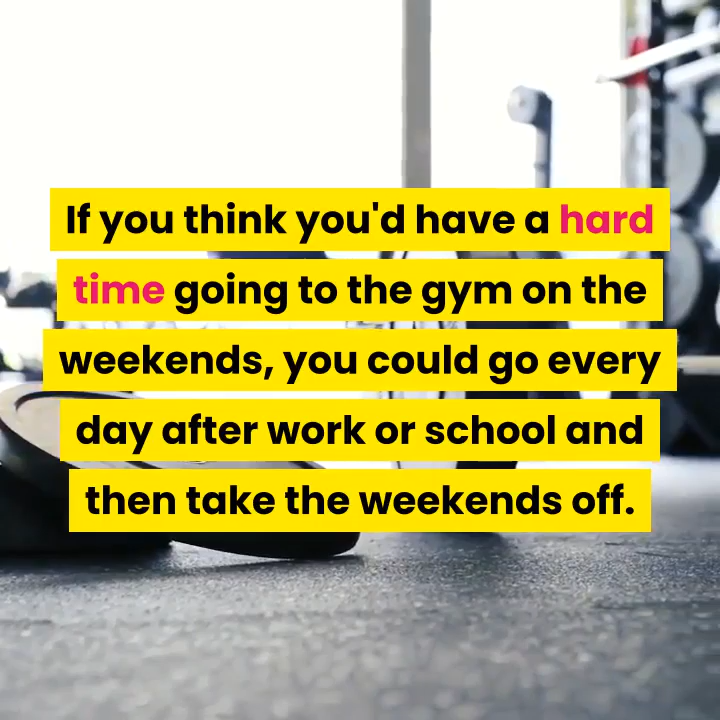 If you think you'd have a hard
time going to the gym on the
weekends, you could go every
day after work or school and
then take the weekends off.